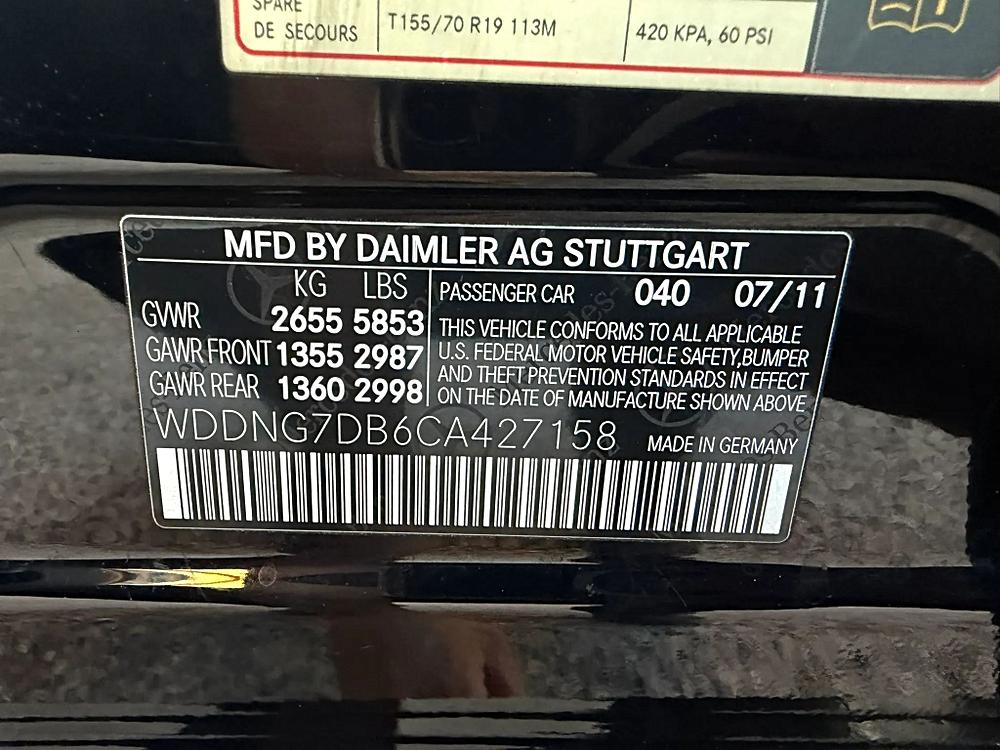 SPARE
DE SECOURS T155/70 R19 113M 420 KPA, 60 PSI
MFD BY DAIMLER AG STUTTGART
KG LBS PASSENGER CAR 040 07/11
GVWR 2655 5853
GAWR FRONT 1355 2987
GAWR REAR 1360 2998
THIS VEHICLE CONFORMS TO ALL APPLICABLE
U.S. FEDERAL MOTOR VEHICLE SAFETY,BUMPER
AND THEFT PREVENTION STANDARDS IN EFFECT
ON THE DATE OF MANUFACTURE SHOWN ABOVE
WDDNG7DB6CA427158 MADE IN GERMANY